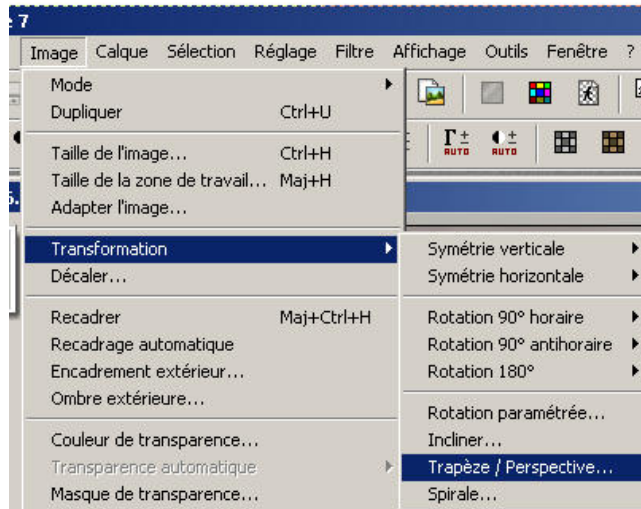 7
Image Calque Sélection Réglage Filtre Affichage Outils Fenêtre ?
Mode
Dupliquer Ctrl+U
AUTO AUTO
Taille de l'image... Ctrl+H
Taille de la zone de travail... Maj+H
Adapter l'image...
Transformation
Décaler...
Symétrie verticale
Symétrie horizontale
Recadrer Maj+Ctrl+H
Recadrage automatique
Encadrement extérieur...
Ombre extérieure...
Rotation 90° horaire
Rotation 90° antihoraire
Rotation 180°
Rotation paramétrée...
Incliner...
Trapèze / Perspective...
Spirale...
Couleur de transparence...
Transparence automatique
Masque de transparence...